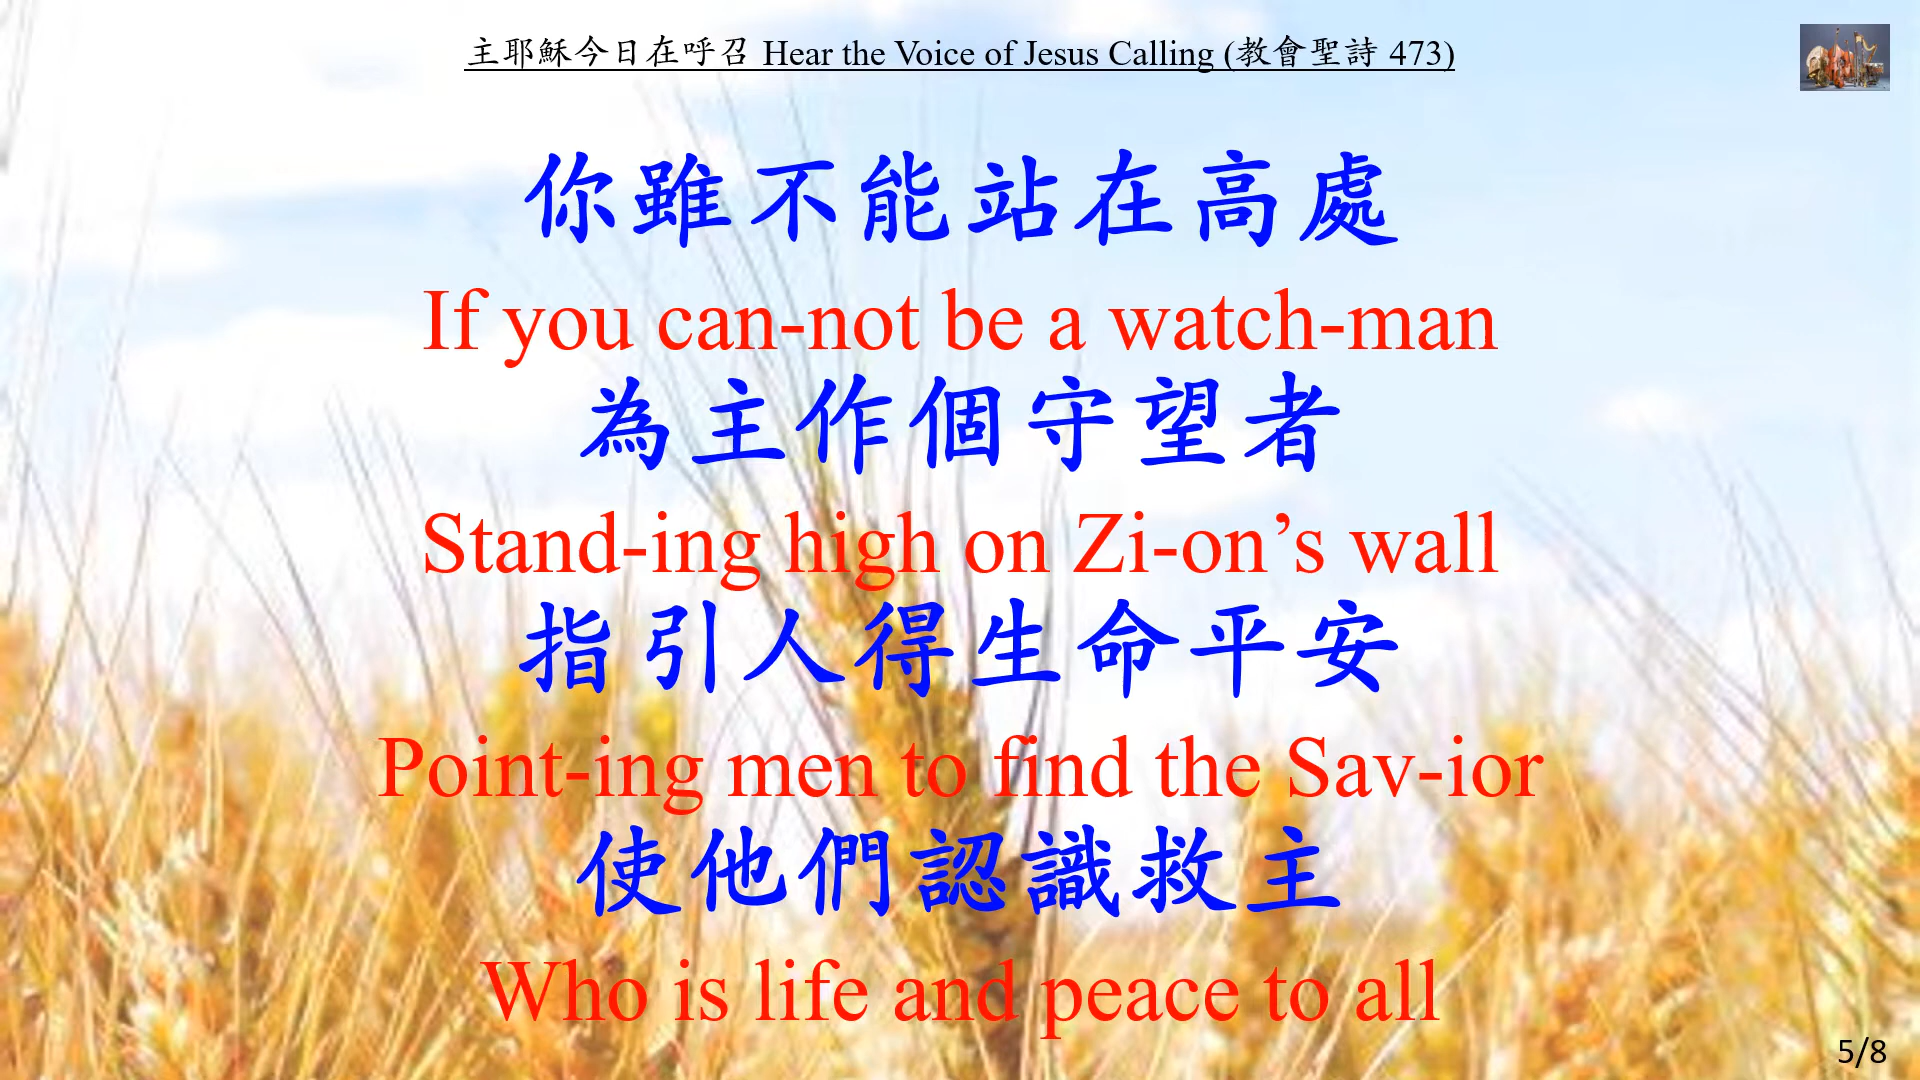 主耶穌今日在呼召 Hear the Voice of Jesus Calling (教會聖詩 473)
你雖不能站在高處
If you can-not be a watch-man
為主作個守望者
Stand-ing high on Zi-on’s wall
指引人得生命平安
Point-ing men to find the Sav-ior
使他們認識救主
Who is life and peace to all
5/8